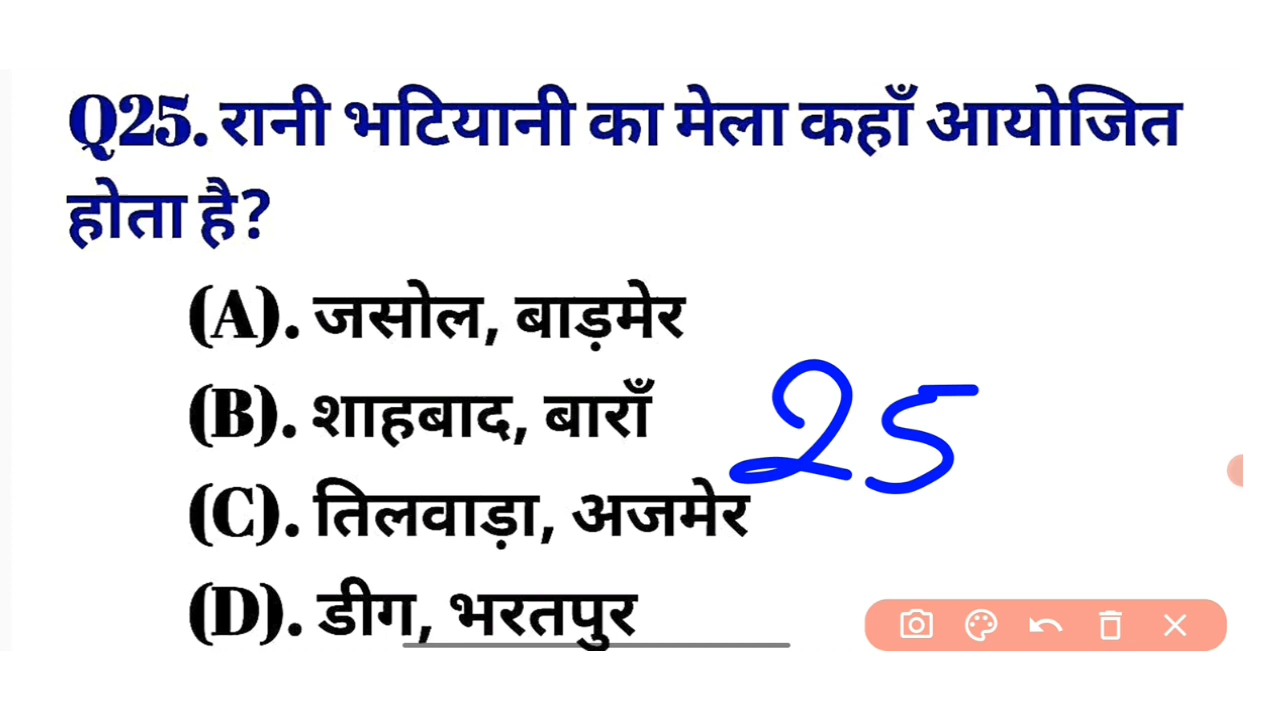 Q25. रानी भटियानी का मेला कहाँ आयोजित
होता है?
(A). जसोल, बाड़मेर
(B). शाहबाद, बाराँ
25
(C). तिलवाड़ा, अजमेर
(D). डीग, भरतपुर